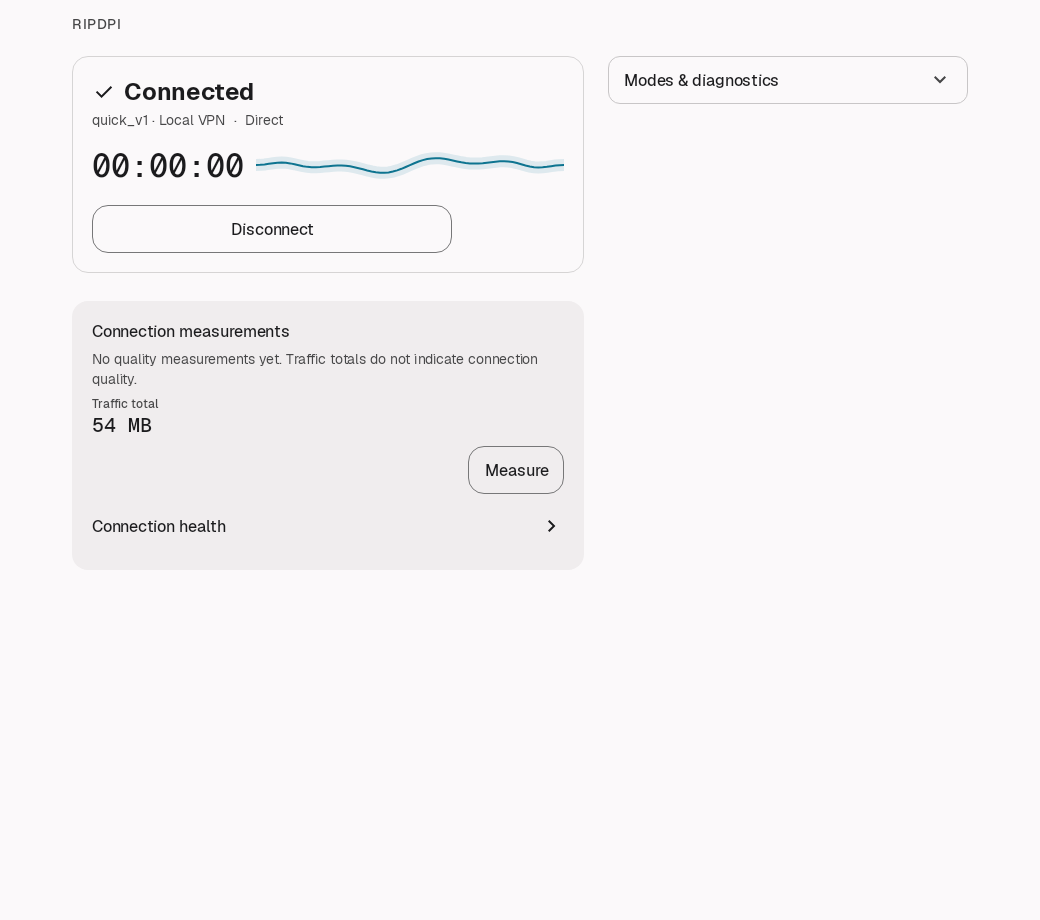 RIPDPI
Connected
quick_v1 · Local VPN · Direct
00:00:00
Disconnect
Modes & diagnostics
Connection measurements
No quality measurements yet. Traffic totals do not indicate connection
quality.
Traffic total
54 MB
Measure
Connection health